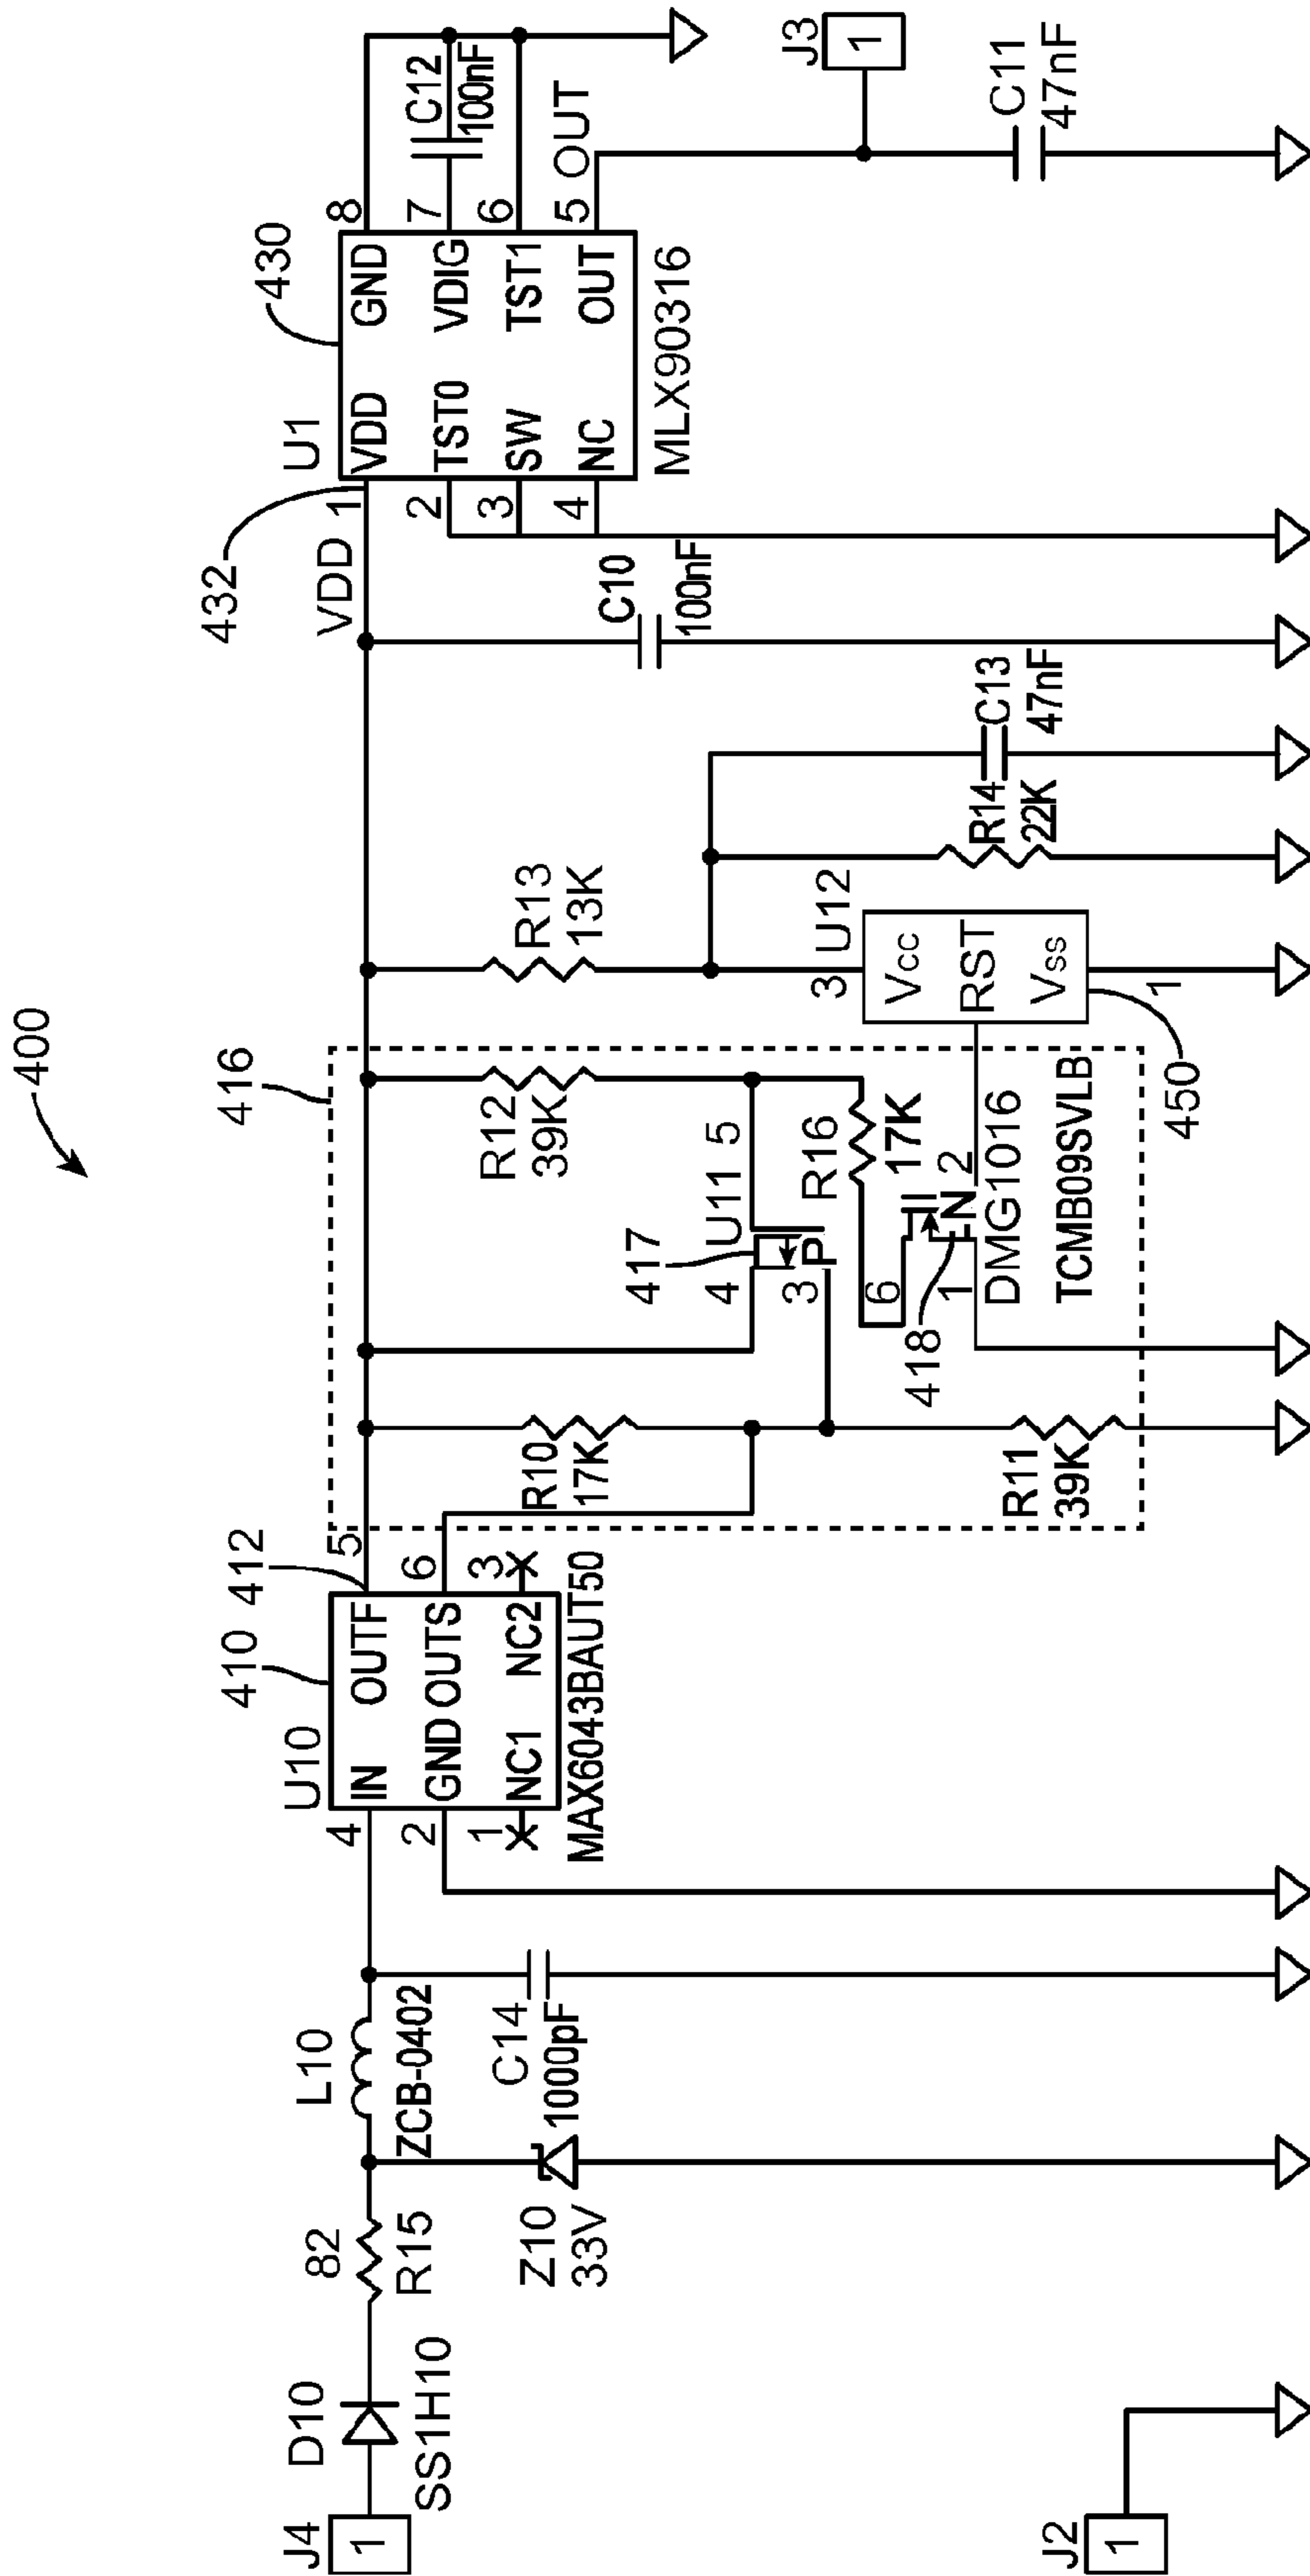 400
J4
1
D10
SS1H10
82
R15
Z10
33V
L10
ZCB-0402
C14
1000pF
J2
1
U10
410
412
4
IN
OUTF
5
2
GND
OUTS
6
1
NC1
NC2
3
MAX6043BAUT50
416
R10
17K
R11
39K
417
4
U11
5
3
P
R12
39K
R16
17K
6
418
N
1
2
DMG1016
TCMB09SVLB
R13
13K
3
U12
Vcc
RST
Vss
1
450
R14
22K
C13
47nF
C10
100nF
432
VDD
1
U1
430
VDD
GND
8
2
TST0
VDIG
7
3
SW
TST1
6
4
NC
OUT
5
OUT
MLX90316
C12
100nF
J3
1
C11
47nF